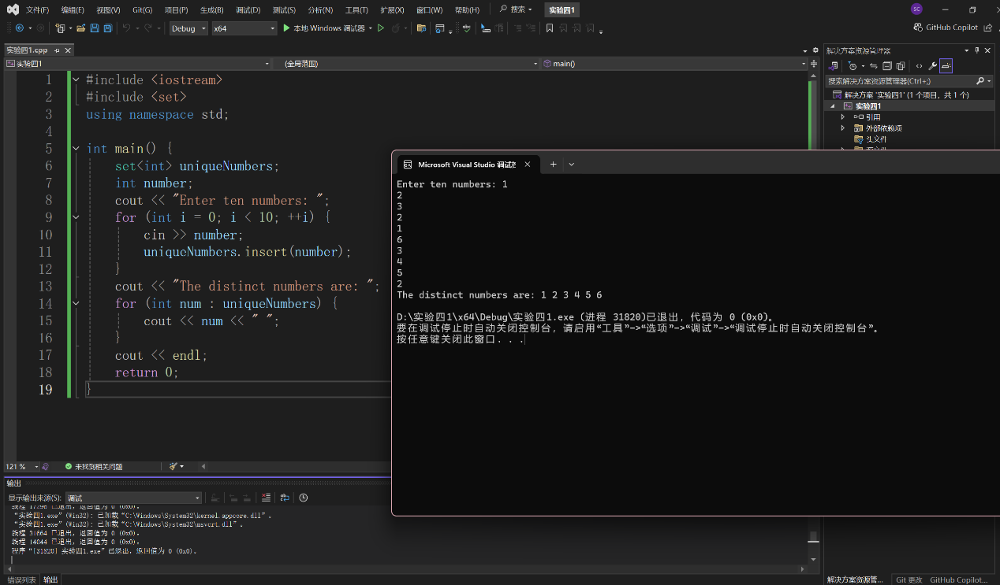 文件(F) 编辑(E) 视图(V) Git(G) 项目(P) 生成(B) 调试(D) 测试(S) 分析(N) 工具(T) 扩展(X) 窗口(W) 帮助(H) 搜索 实验四1 SC
Debug x64 本地 Windows 调试器 GitHub Copilot
实验四1.cpp
实验四1 (全局范围) main()
1 #include <iostream>
2 #include <set>
3 using namespace std;
4
5 int main() {
6 set<int> uniqueNumbers;
7 int number;
8 cout << "Enter ten numbers: ";
9 for (int i = 0; i < 10; ++i) {
10 cin >> number;
11 uniqueNumbers.insert(number);
12 }
13 cout << "The distinct numbers are: ";
14 for (int num : uniqueNumbers) {
15 cout << num << " ";
16 }
17 cout << endl;
18 return 0;
19 }
121 % 未找到相关问题
输出
显示输出来源(S): 调试
线程 17296 已退出，返回值为 0 (0x0)。
“实验四1.exe”(Win32): 已加载“C:\Windows\System32\kernel.appcore.dll”。
“实验四1.exe”(Win32): 已加载“C:\Windows\System32\msvcrt.dll”。
线程 31664 已退出，返回值为 0 (0x0)。
线程 14044 已退出，返回值为 0 (0x0)。
程序“[31820] 实验四1.exe”已退出，返回值为 0 (0x0)。
错误列表 输出
Microsoft Visual Studio 调试
Enter ten numbers: 1
2
3
2
1
6
3
4
5
2
The distinct numbers are: 1 2 3 4 5 6
D:\实验四1\x64\Debug\实验四1.exe (进程 31820)已退出，代码为 0 (0x0)。
要在调试停止时自动关闭控制台，请启用“工具”->“选项”->“调试”->“调试停止时自动关闭控制台”。
按任意键关闭此窗口. . .
解决方案资源管理器
搜索解决方案资源管理器(Ctrl+;)
解决方案 '实验四1' (1 个项目，共 1 个)
实验四1
引用
外部依赖项
头文件
解决方案资源管... Git 更改 GitHub Copilot...